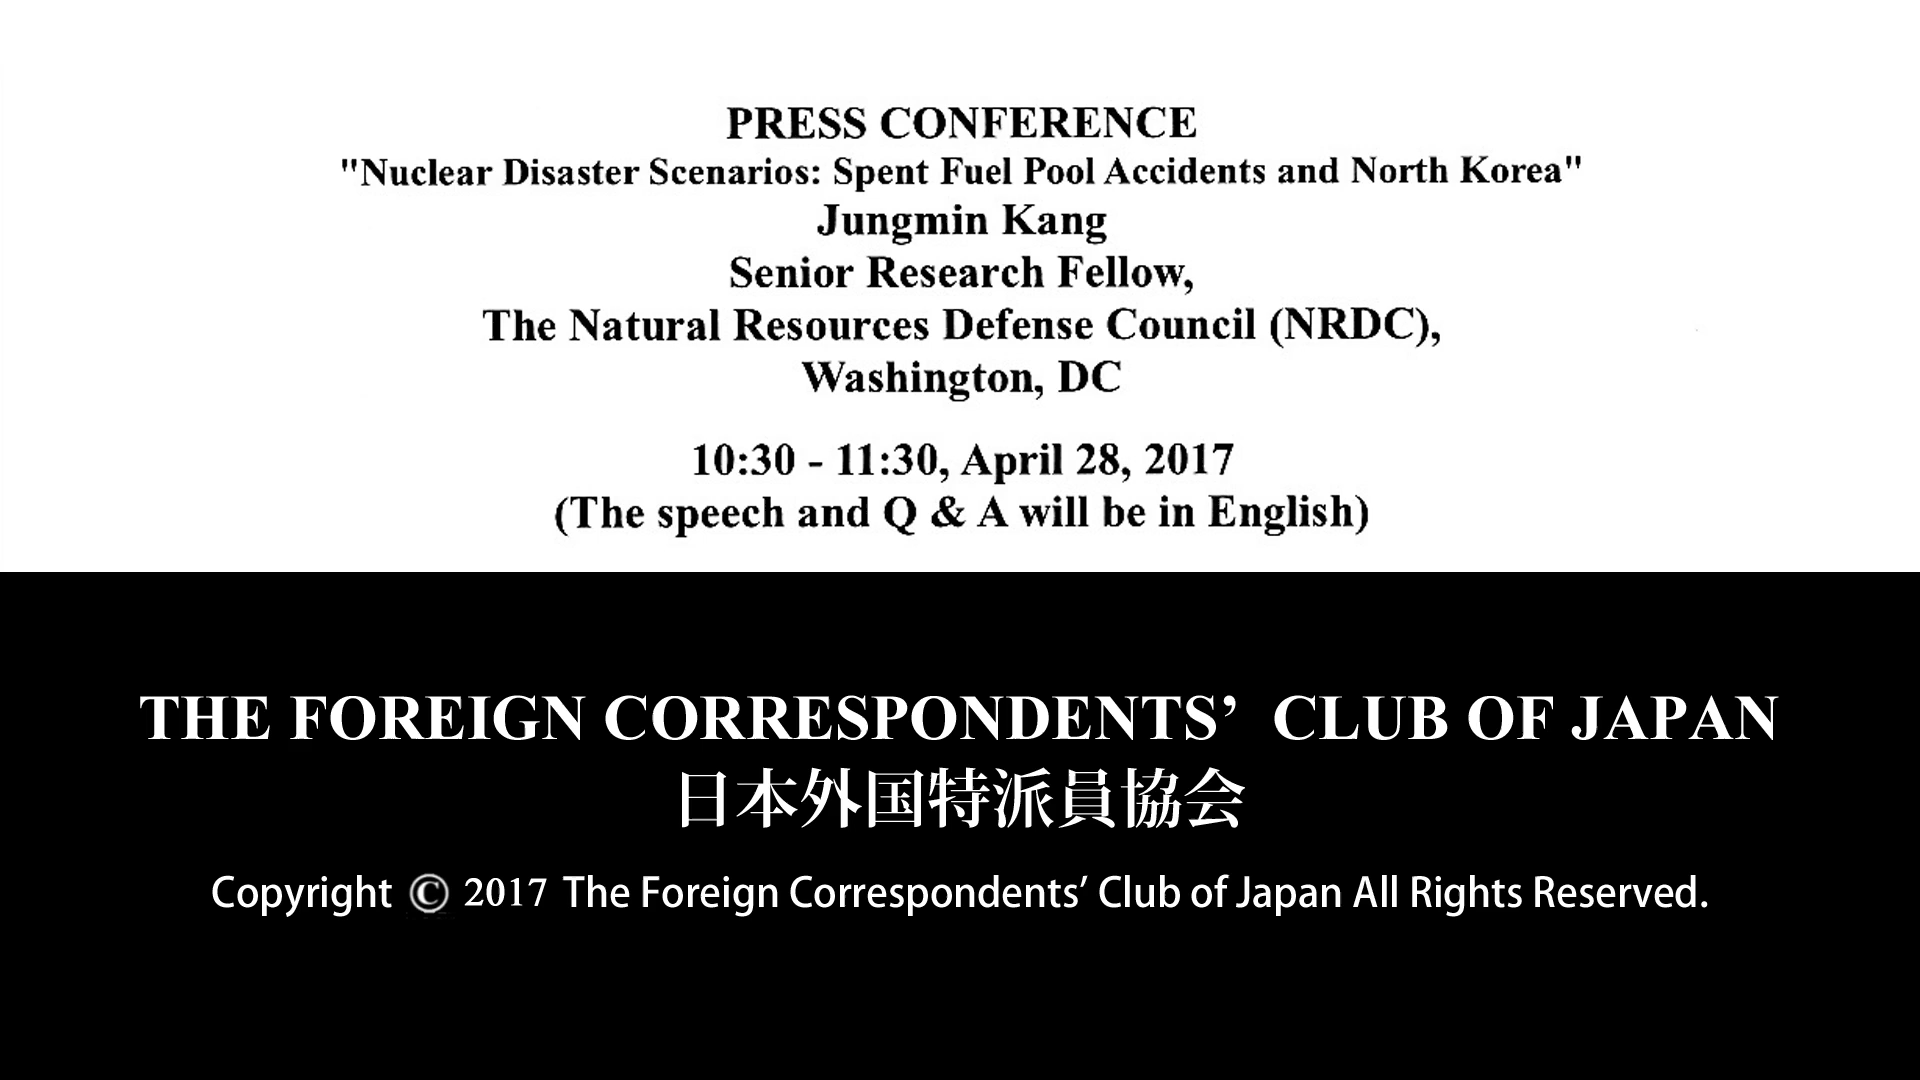 PRESS CONFERENCE
"Nuclear Disaster Scenarios: Spent Fuel Pool Accidents and North Korea"
Jungmin Kang
Senior Research Fellow,
The Natural Resources Defense Council (NRDC),
Washington, DC
10:30 - 11:30, April 28, 2017
(The speech and Q & A will be in English)
THE FOREIGN CORRESPONDENTS’ CLUB OF JAPAN
日本外国特派員協会
Copyright © 2017 The Foreign Correspondents’ Club of Japan All Rights Reserved.